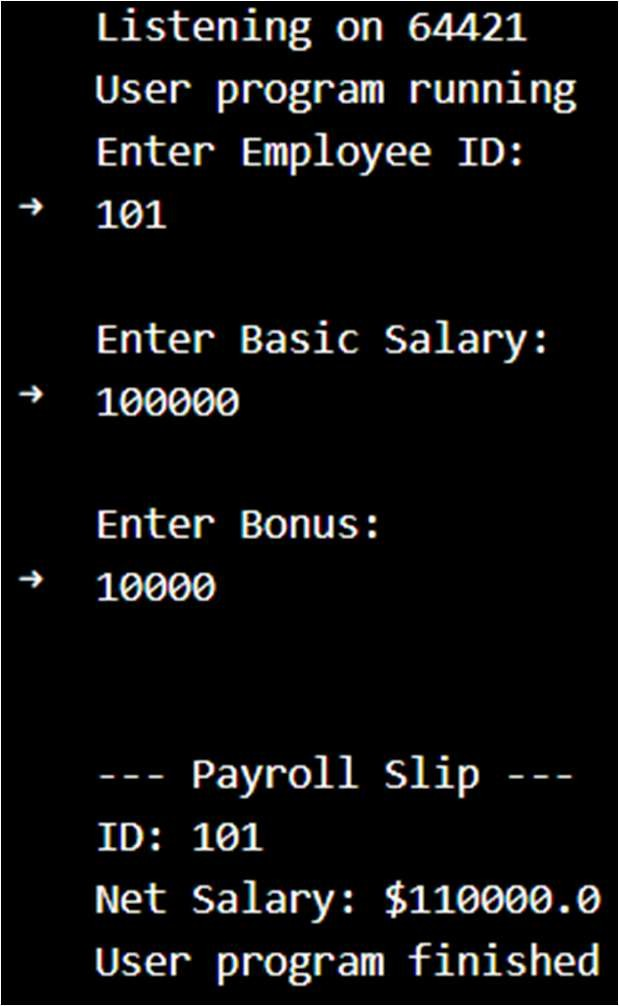 Listening on 64421
User program running
Enter Employee ID:
➜ 101
Enter Basic Salary:
➜ 100000
Enter Bonus:
➜ 10000
--- Payroll Slip ---
ID: 101
Net Salary: $110000.0
User program finished